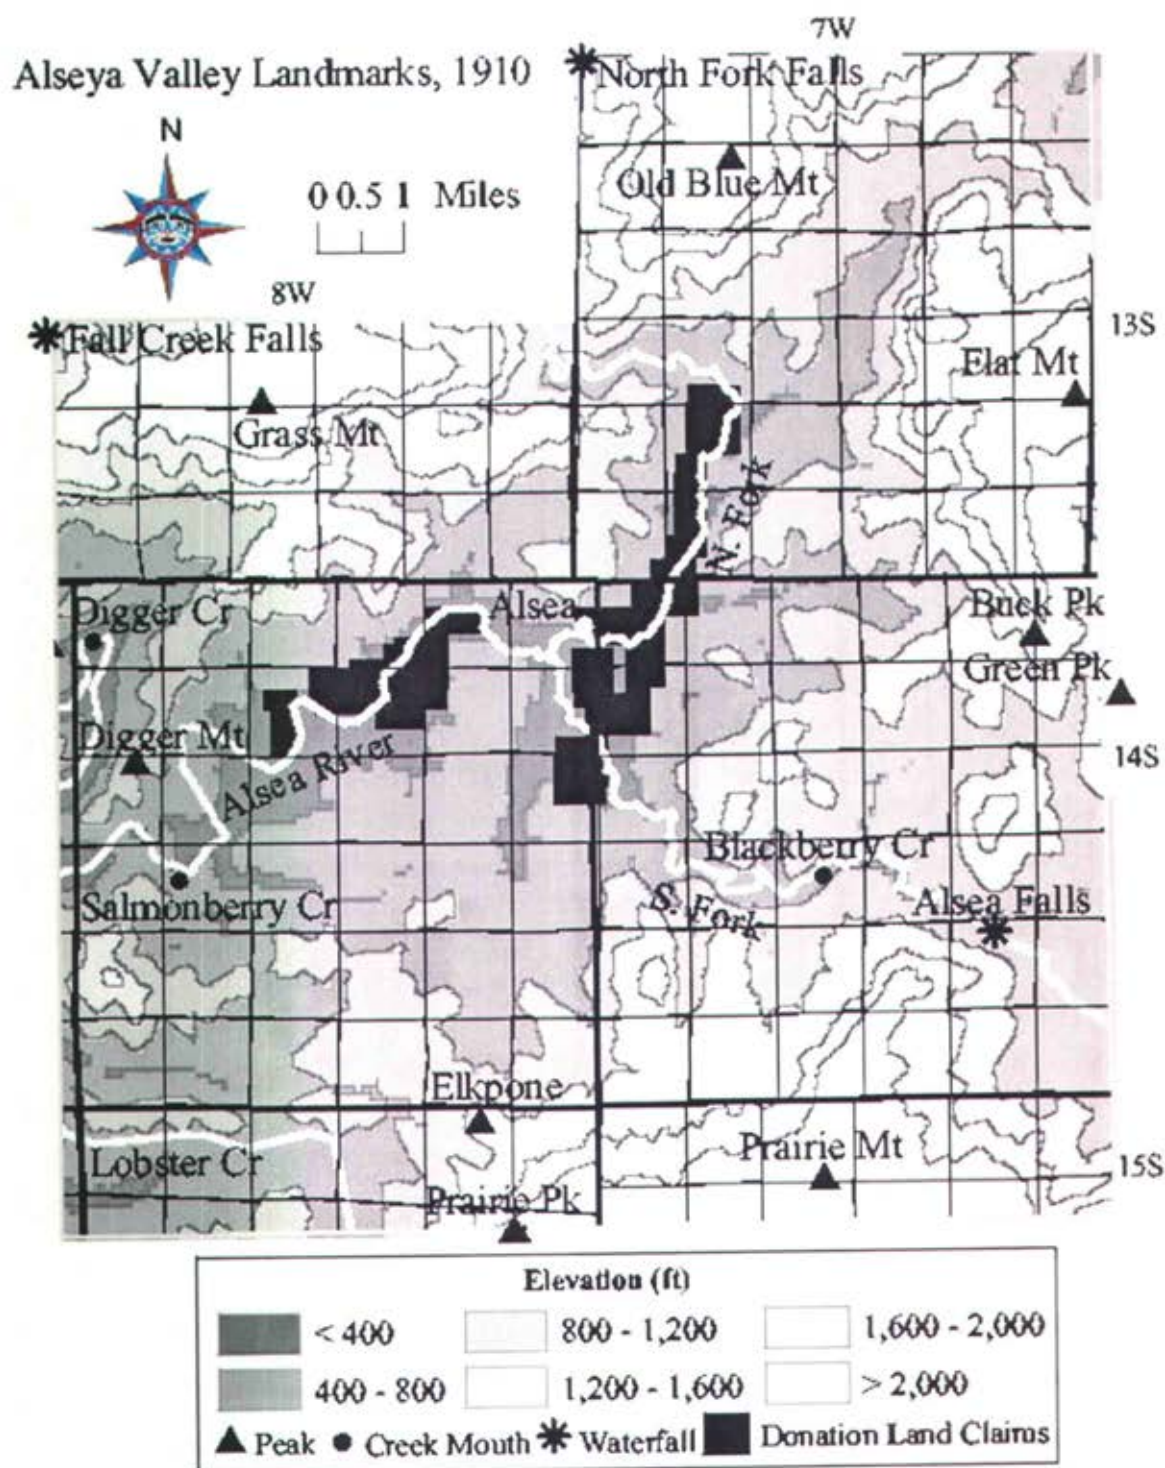 7W
Alseya Valley Landmarks, 1910
North Fork Falls
N
Old Blue Mt
0 0.5 1 Miles
8W
Fall Creek Falls
13S
Flat Mt
Grass Mt
N. Fork
Digger Cr
Alsea
Buck Pk
Green Pk
Digger Mt
Alsea River
14S
Blackberry Cr
Salmonberry Cr
S. Fork
Alsea Falls
Elkpone
Lobster Cr
Prairie Mt
15S
Prairie Pk
Elevation (ft)
< 400 800 - 1,200 1,600 - 2,000
400 - 800 1,200 - 1,600 > 2,000
Peak Creek Mouth Waterfall Donation Land Claims